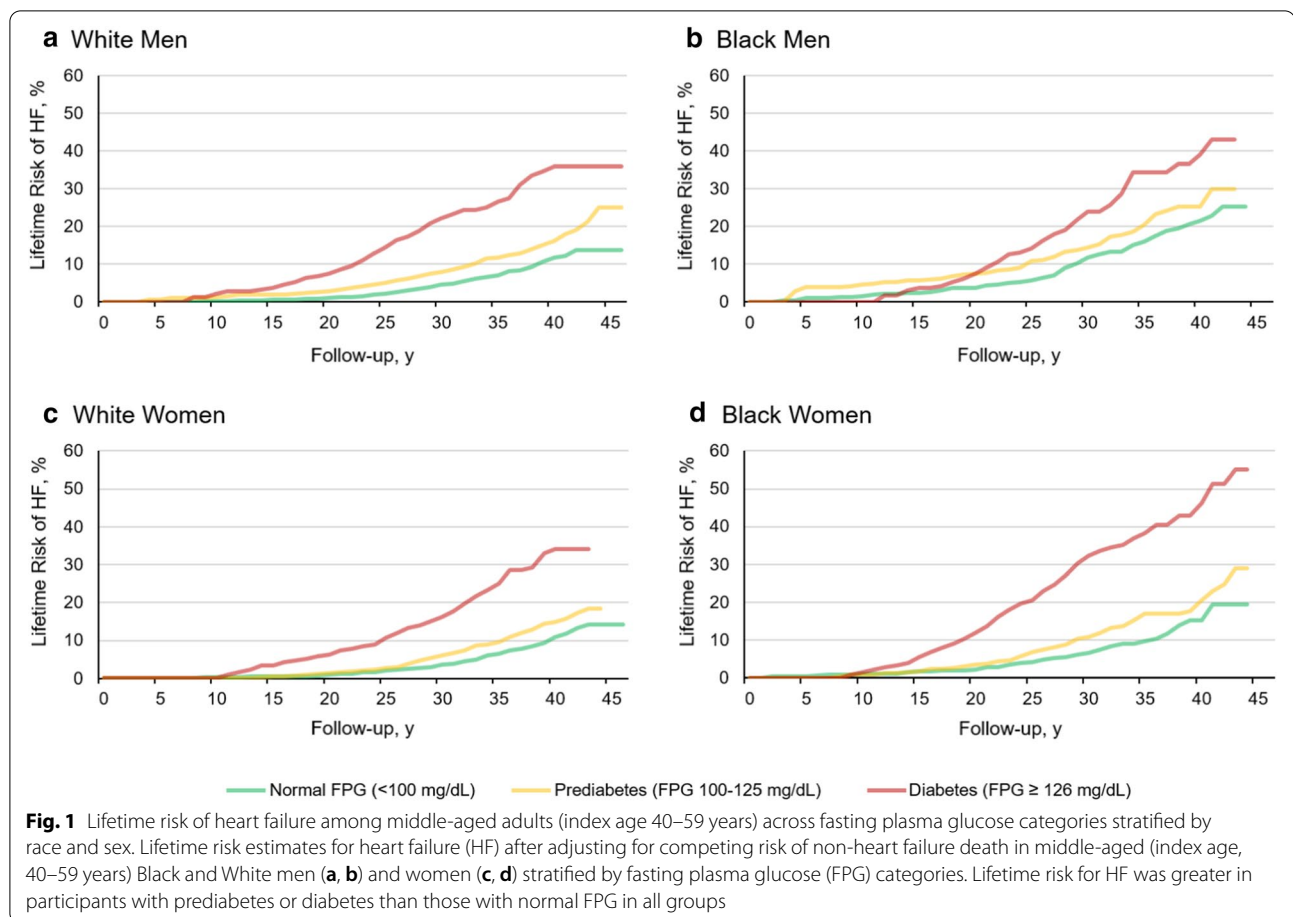 a White Men
60
50
40
30
20
10
0
Lifetime Risk of HF, %
0 5 10 15 20 25 30 35 40 45
Follow-up, y
b Black Men
60
50
40
30
20
10
0
Lifetime Risk of HF, %
0 5 10 15 20 25 30 35 40 45
Follow-up, y
c White Women
60
50
40
30
20
10
0
Lifetime Risk of HF, %
0 5 10 15 20 25 30 35 40 45
Follow-up, y
d Black Women
60
50
40
30
20
10
0
Lifetime Risk of HF, %
0 5 10 15 20 25 30 35 40 45
Follow-up, y
Normal FPG (<100 mg/dL) Prediabetes (FPG 100-125 mg/dL) Diabetes (FPG ≥ 126 mg/dL)
Fig. 1 Lifetime risk of heart failure among middle-aged adults (index age 40–59 years) across fasting plasma glucose categories stratified by
race and sex. Lifetime risk estimates for heart failure (HF) after adjusting for competing risk of non-heart failure death in middle-aged (index age,
40–59 years) Black and White men (a, b) and women (c, d) stratified by fasting plasma glucose (FPG) categories. Lifetime risk for HF was greater in
participants with prediabetes or diabetes than those with normal FPG in all groups